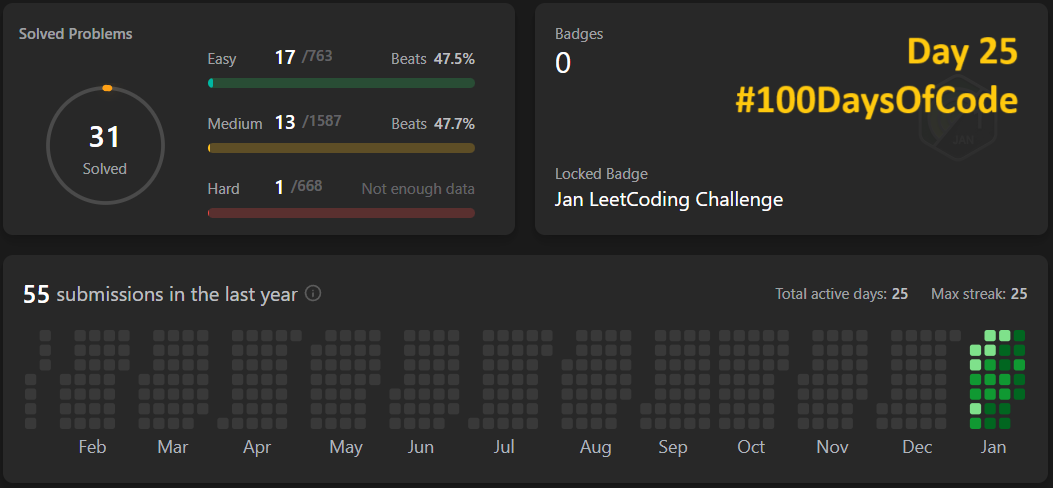 Solved Problems
31
Solved
Easy 17 /763 Beats 47.5%
Medium 13 /1587 Beats 47.7%
Hard 1 /668 Not enough data
Badges
0
Day 25
#100DaysOfCode
JAN
Locked Badge
Jan LeetCoding Challenge
55 submissions in the last year
Total active days: 25 Max streak: 25
Feb Mar Apr May Jun Jul Aug Sep Oct Nov Dec Jan